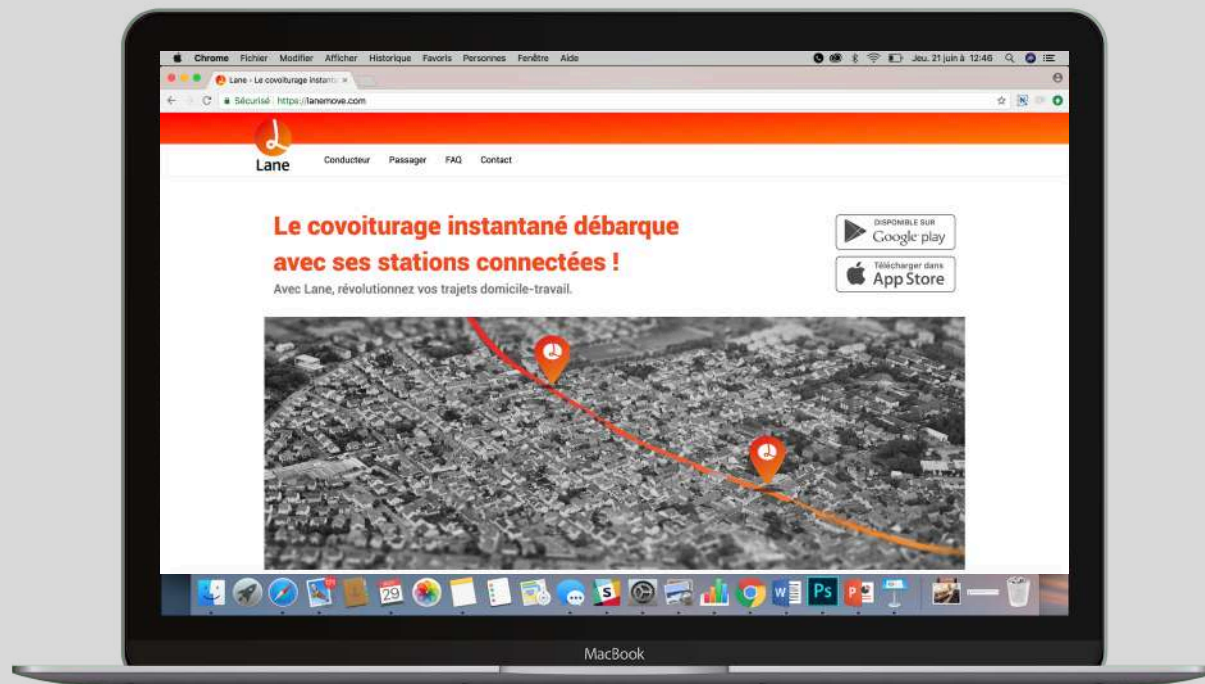 Chrome Fichier Modifier Afficher Historique Favoris Personnes Fenêtre Aide Jeu. 21 juin à 12:46
Lane - Le covoiturage instant
Sécurisé https://lanemove.com
Lane Conducteur Passager FAQ Contact
Le covoiturage instantané débarque
avec ses stations connectées !
Avec Lane, révolutionnez vos trajets domicile-travail.
DISPONIBLE SUR
Google play
Télécharger dans
App Store
29
S
W
Ps
P
MacBook